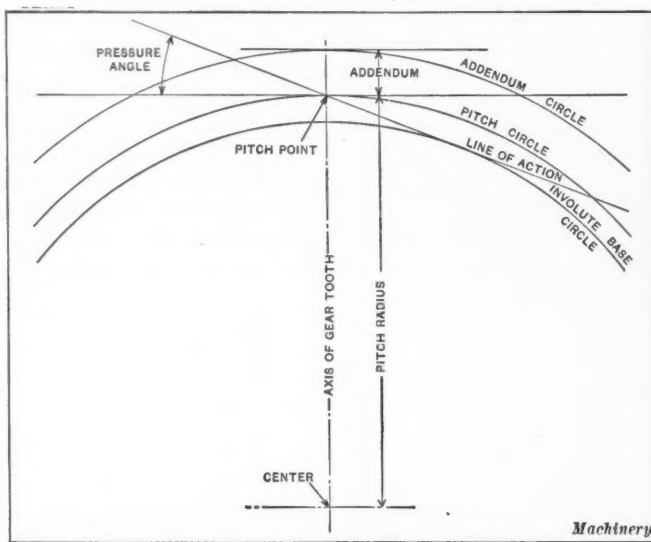 PRESSURE
ANGLE
ADDENDUM
ADDENDUM CIRCLE
PITCH POINT
PITCH CIRCLE
LINE OF ACTION
INVOLUTE BASE
CIRCLE
AXIS OF GEAR TOOTH
PITCH RADIUS
CENTER
Machinery